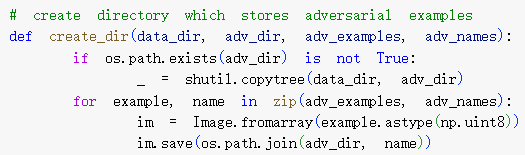 # create directory which stores adversarial examples
def create_dir(data_dir, adv_dir, adv_examples, adv_names):
    if os.path.exists(adv_dir) is not True:
        _ = shutil.copytree(data_dir, adv_dir)
    for example, name in zip(adv_examples, adv_names):
        im = Image.fromarray(example.astype(np.uint8))
        im.save(os.path.join(adv_dir, name))